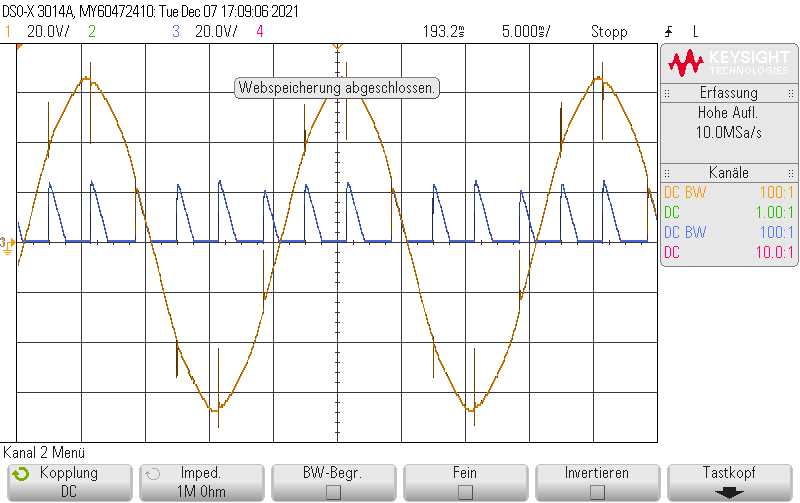 DSO-X 3014A, MY60472410: Tue Dec 07 17:09:06 2021
1 20.0V/ 2 3 20.0V/ 4 193.2s 5.000s/ Stopp L
KEYSIGHT
TECHNOLOGIES
Webspeicherung abgeschlossen.
Erfassung
Hohe Aufl.
10.0MSa/s
Kanäle
DC BW 100:1
DC 1.00:1
DC BW 100:1
DC 10.0:1
3
Kanal 2 Menü
Kopplung
DC
Imped.
1M Ohm
BW-Begr.
Fein
Invertieren
Tastkopf